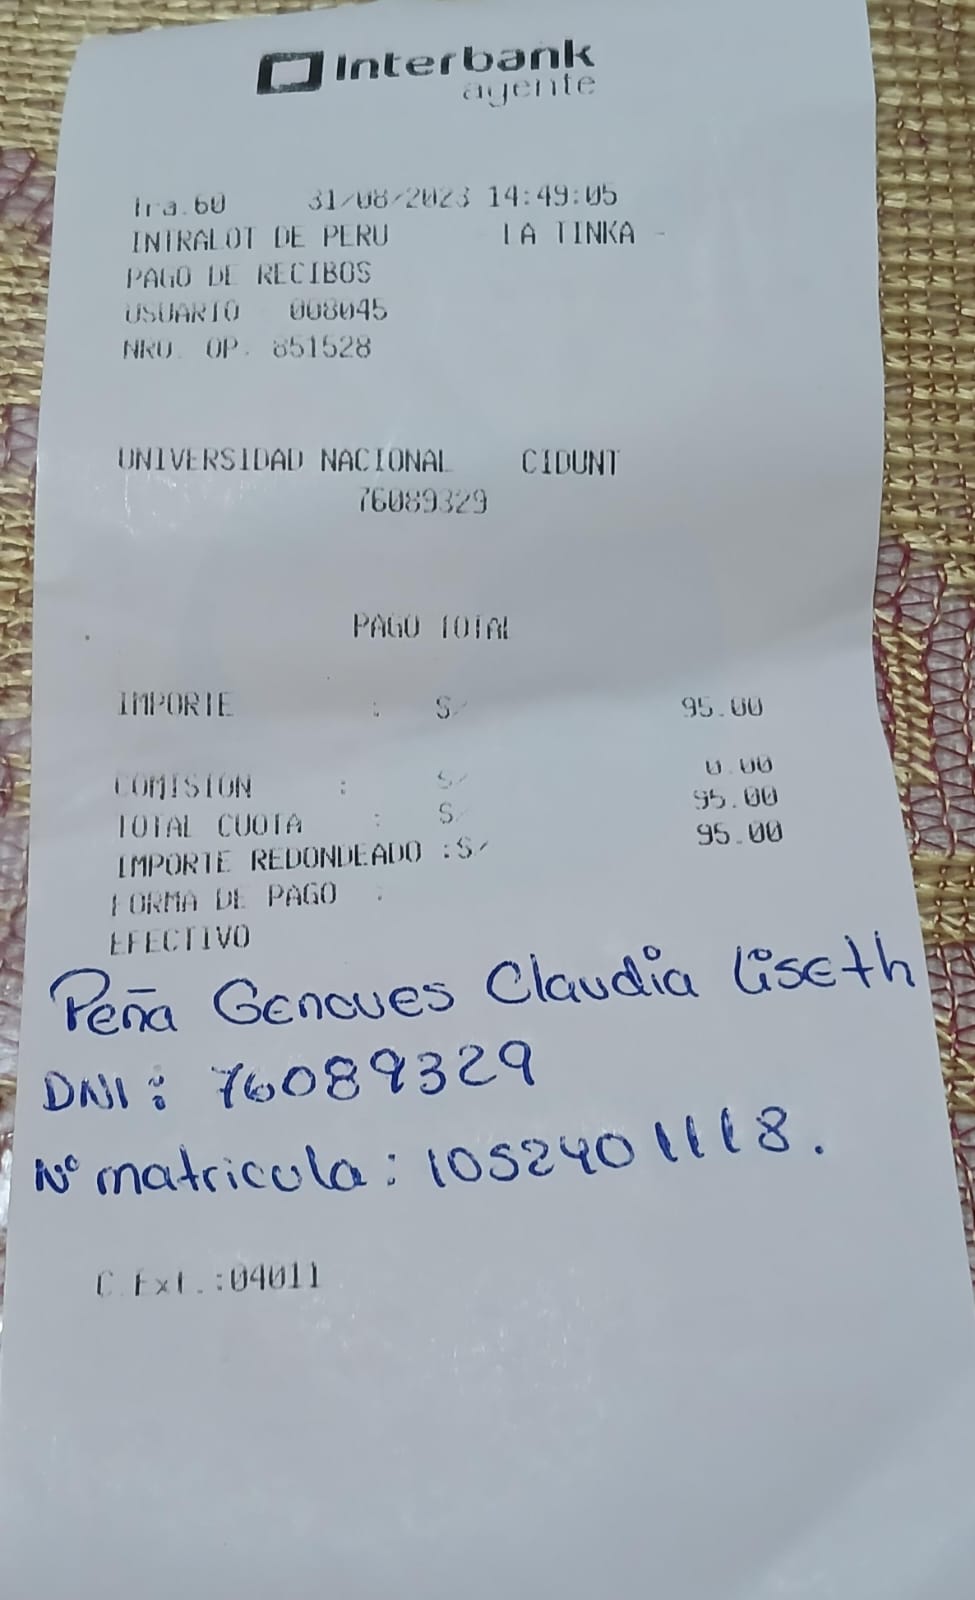 Interbank
agente
Tra.60 31/08/2023 14:49:05
INTRALOT DE PERU LA TINKA -
PAGO DE RECIBOS
USUARIO 008045
NRO. OP. 851528
UNIVERSIDAD NACIONAL CIDUNT
76089329
PAGO TOTAL
IMPORTE : S/ 95.00
COMISION : S/ 0.00
TOTAL CUOTA : S/ 95.00
IMPORTE REDONDEADO :S/ 95.00
FORMA DE PAGO :
EFECTIVO
Peña Genoves Claudia Liseth
DNI: 76089329
N° matricula: 1052401118.
C.Ext.:04011